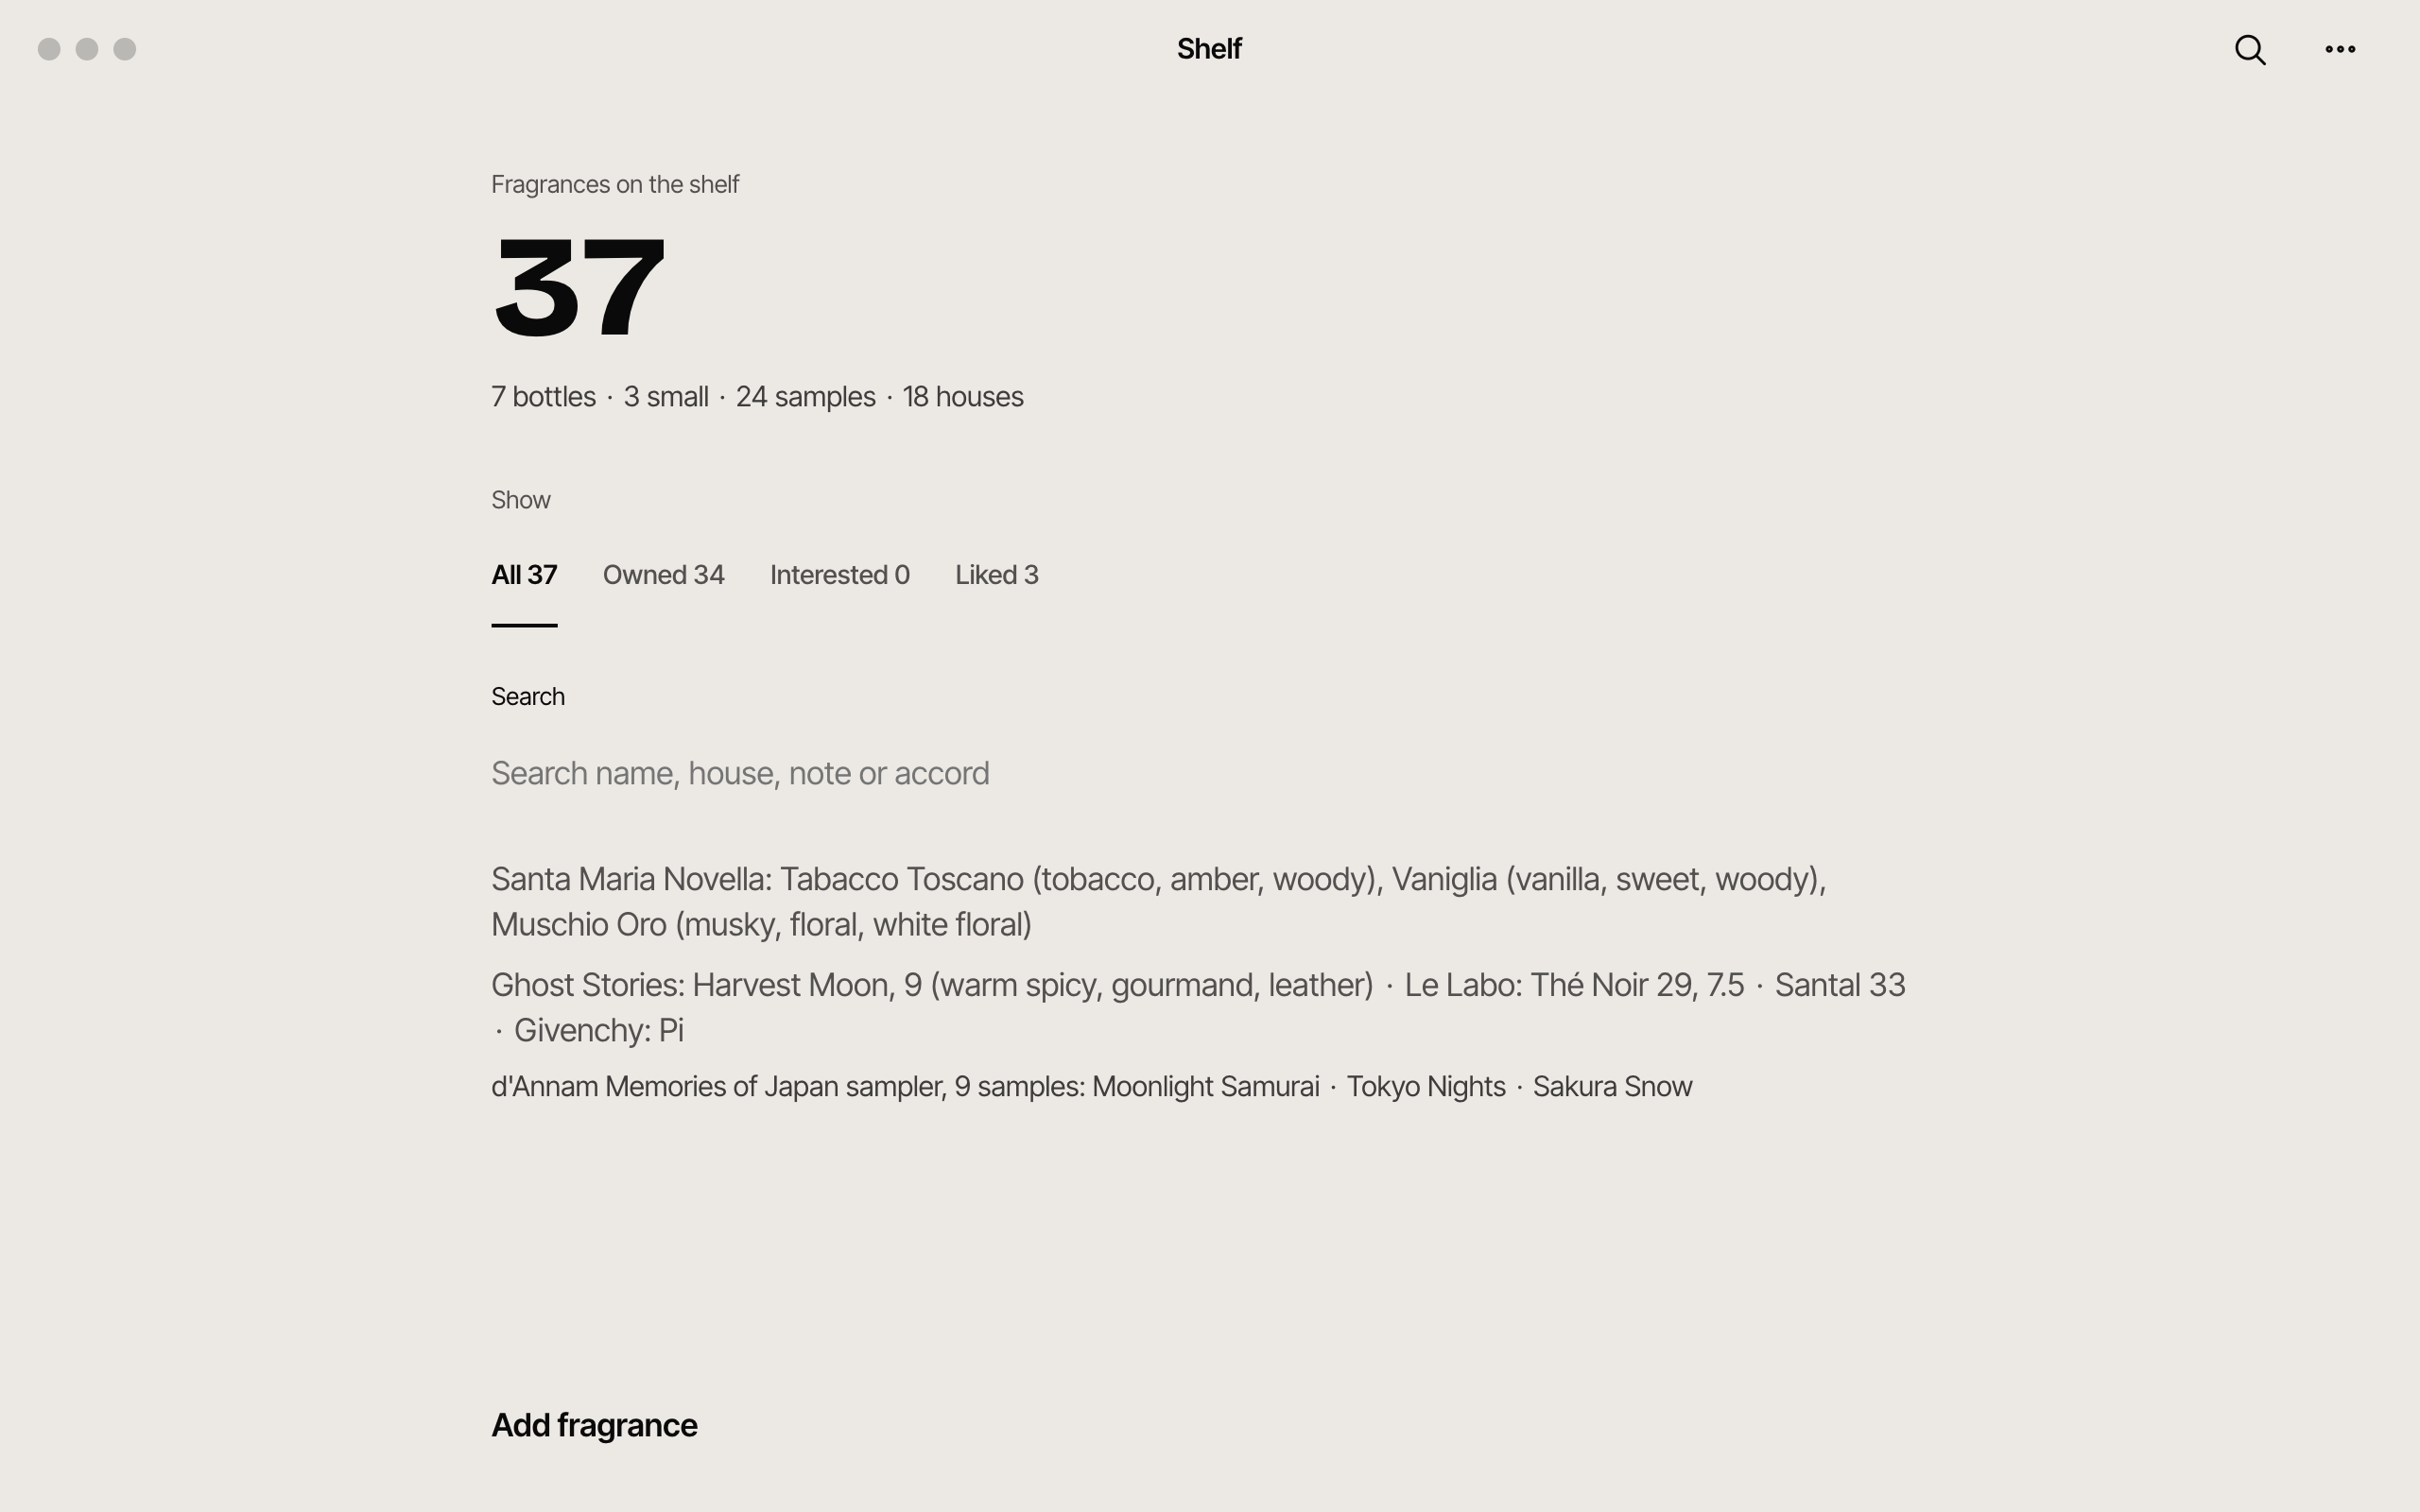 Shelf
Fragrances on the shelf
37
7 bottles · 3 small · 24 samples · 18 houses
Show
All 37 Owned 34 Interested 0 Liked 3
Search
Search name, house, note or accord
Santa Maria Novella: Tabacco Toscano (tobacco, amber, woody), Vaniglia (vanilla, sweet, woody),
Muschio Oro (musky, floral, white floral)
Ghost Stories: Harvest Moon, 9 (warm spicy, gourmand, leather) · Le Labo: Thé Noir 29, 7.5 · Santal 33
· Givenchy: Pi
d'Annam Memories of Japan sampler, 9 samples: Moonlight Samurai · Tokyo Nights · Sakura Snow
Add fragrance